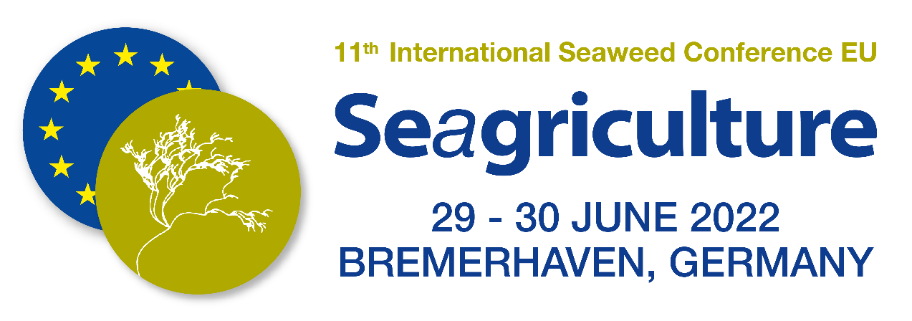 11th International Seaweed Conference EU
Seagriculture
29 - 30 JUNE 2022
BREMERHAVEN, GERMANY